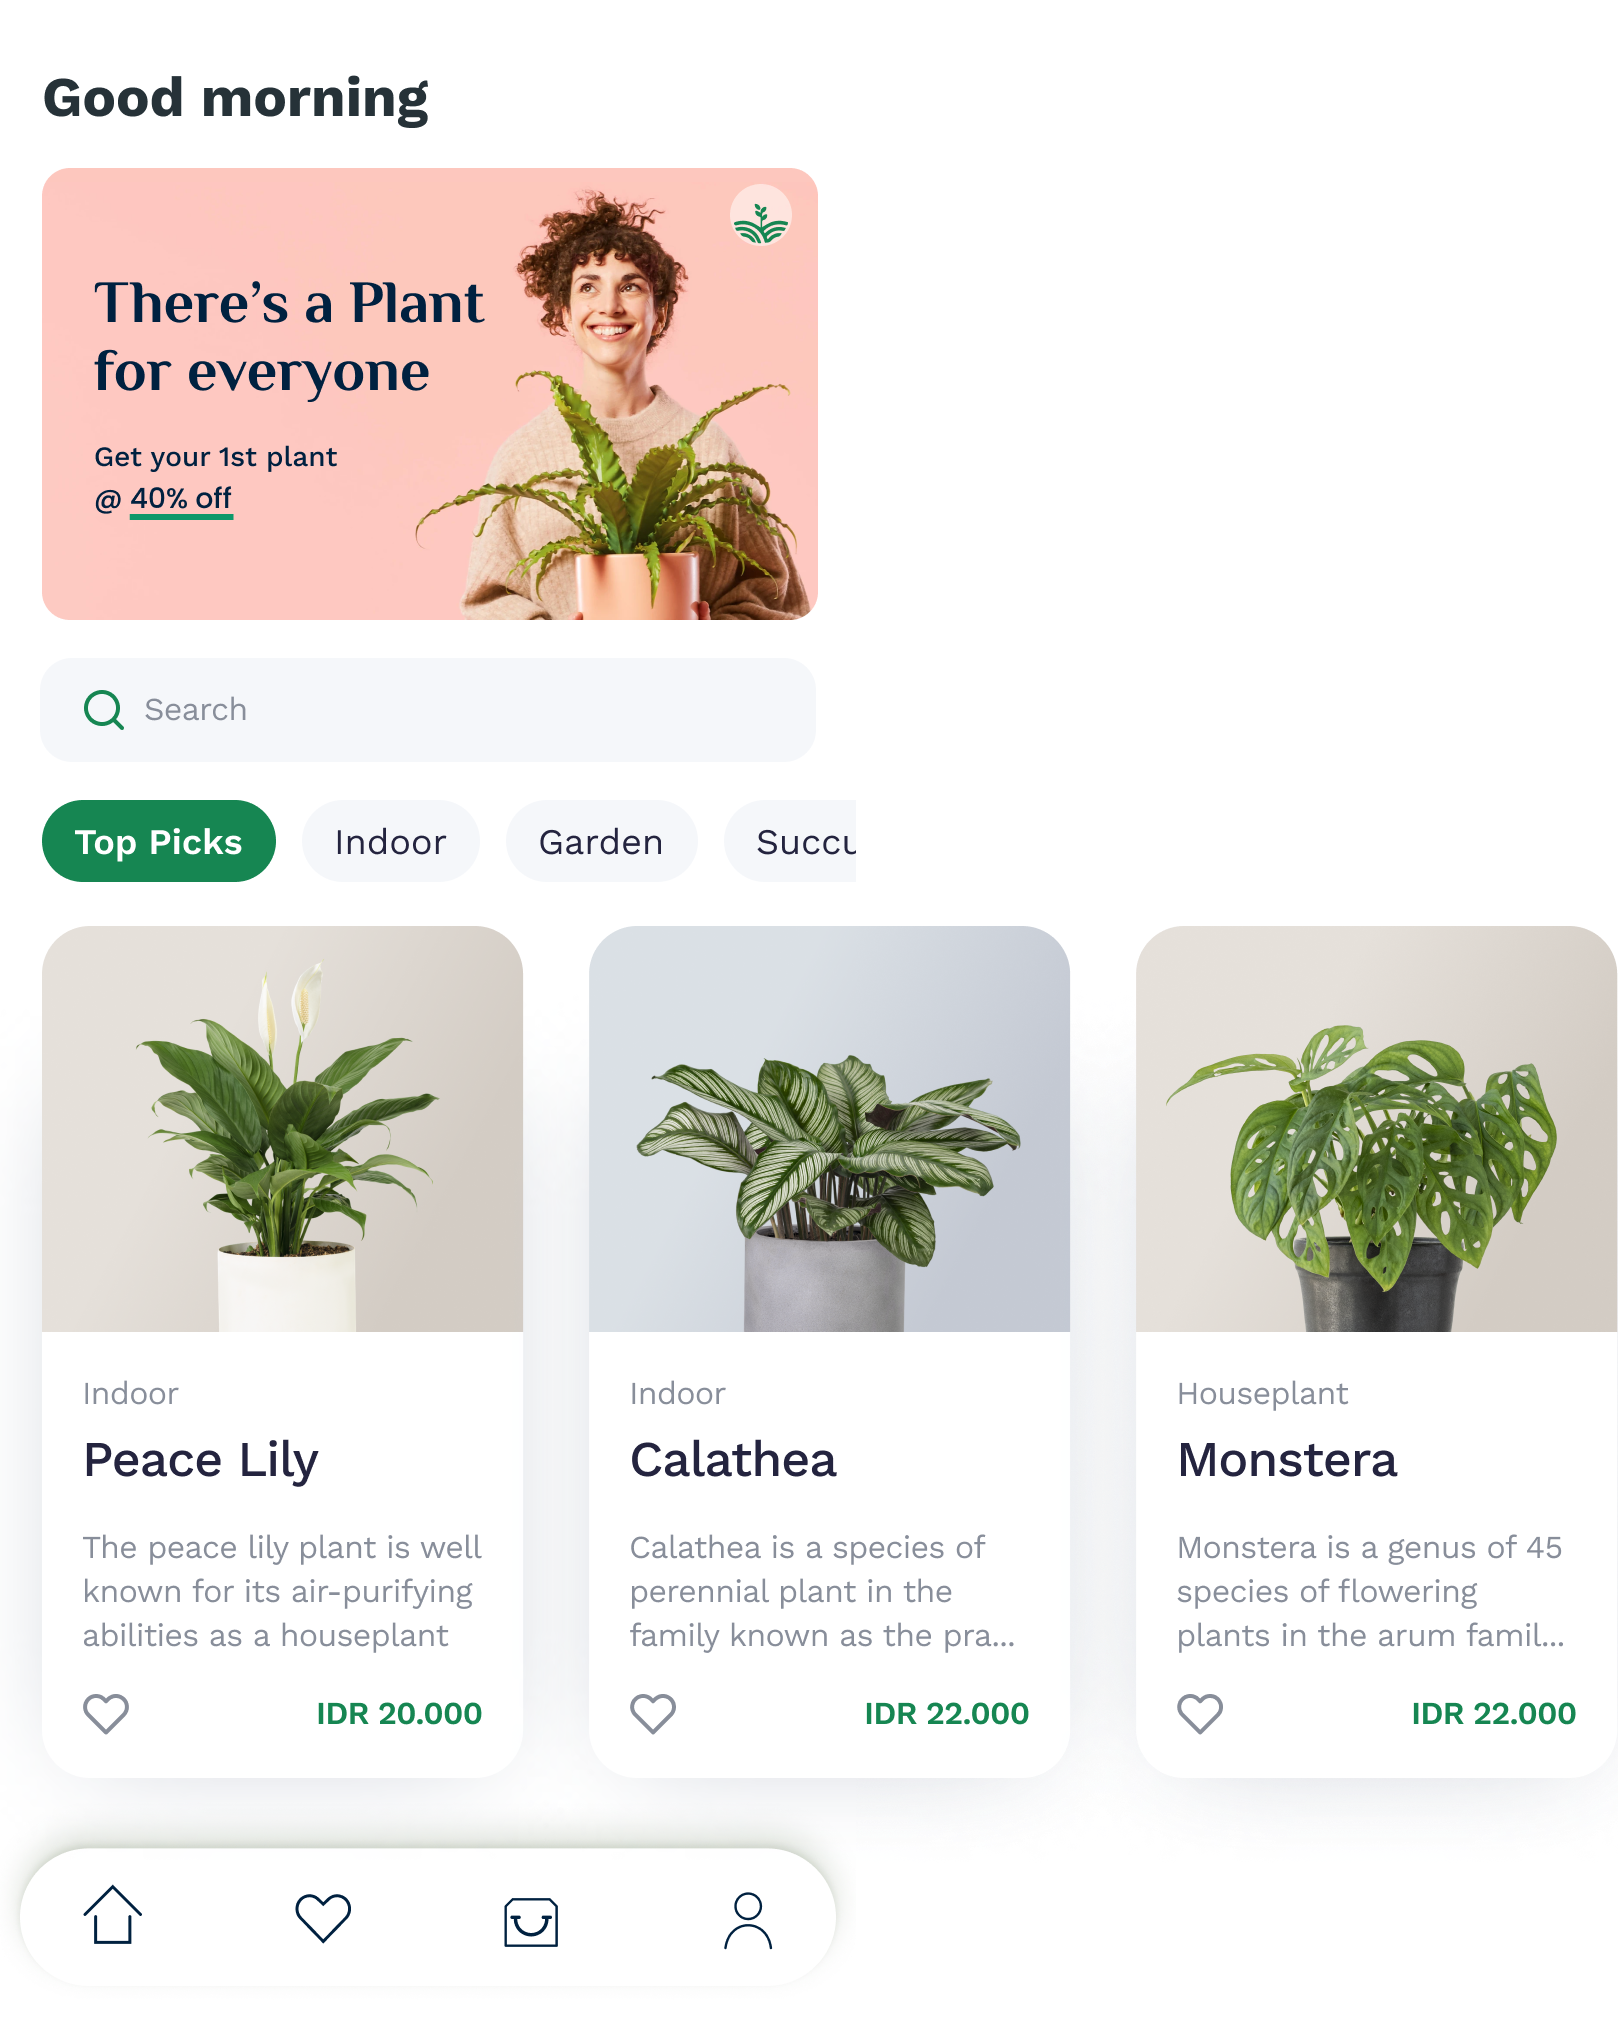 Good morning
There’s a Plant
for everyone
Get your 1st plant
@ 40% off
Search
Top Picks
Indoor
Garden
Succu
Indoor
Peace Lily
The peace lily plant is well
known for its air-purifying
abilities as a houseplant
IDR 20.000
Indoor
Calathea
Calathea is a species of
perennial plant in the
family known as the pra...
IDR 22.000
Houseplant
Monstera
Monstera is a genus of 45
species of flowering
plants in the arum famil...
IDR 22.000